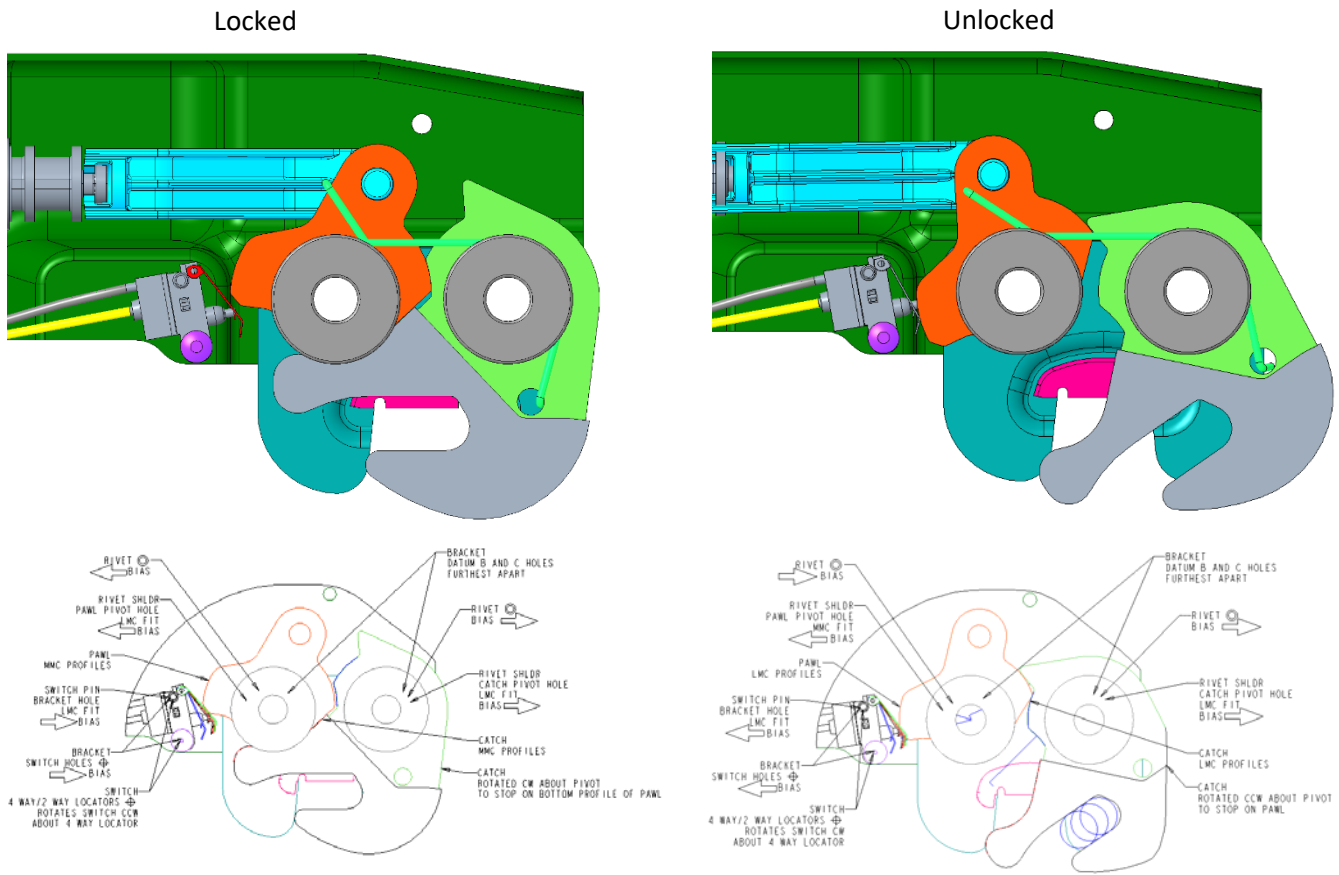 Locked
Unlocked
RIVET ◎
BIAS
RIVET SHLDR
PAWL PIVOT HOLE
LMC FIT
BIAS
PAWL
MMC PROFILES
SWITCH PIN
BRACKET HOLE
LMC FIT
BIAS
BRACKET
SWITCH HOLES ⌖
BIAS
SWITCH
4 WAY/2 WAY LOCATORS ⌖
ROTATES SWITCH CCW
ABOUT 4 WAY LOCATOR
BRACKET
DATUM B AND C HOLES
FURTHEST APART
RIVET ◎
BIAS
RIVET SHLDR
CATCH PIVOT HOLE
LMC FIT
BIAS
CATCH
MMC PROFILES
CATCH
ROTATED CW ABOUT PIVOT
TO STOP ON BOTTOM PROFILE OF PAWL
RIVET ◎
BIAS
RIVET SHLDR
PAWL PIVOT HOLE
MMC FIT
BIAS
PAWL
LMC PROFILES
SWITCH PIN
BRACKET HOLE
LMC FIT
BIAS
BRACKET
SWITCH HOLES ⌖
BIAS
SWITCH
4 WAY/2 WAY LOCATORS ⌖
ROTATES SWITCH CW
ABOUT 4 WAY LOCATOR
BRACKET
DATUM B AND C HOLES
FURTHEST APART
RIVET ◎
BIAS
RIVET SHLDR
CATCH PIVOT HOLE
LMC FIT
BIAS
CATCH
LMC PROFILES
CATCH
ROTATED CCW ABOUT PIVOT
TO STOP ON PAWL